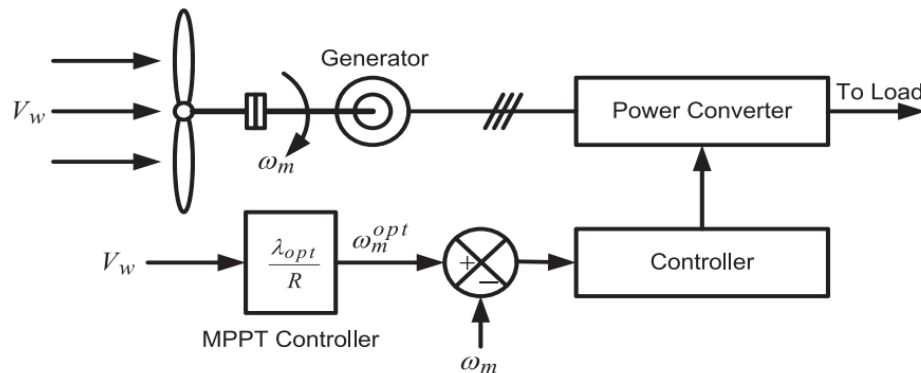 Generator
V_w
ω_m
Power Converter
To Load
V_w
λ_opt
R
ω_m^opt
+
−
Controller
MPPT Controller
ω_m